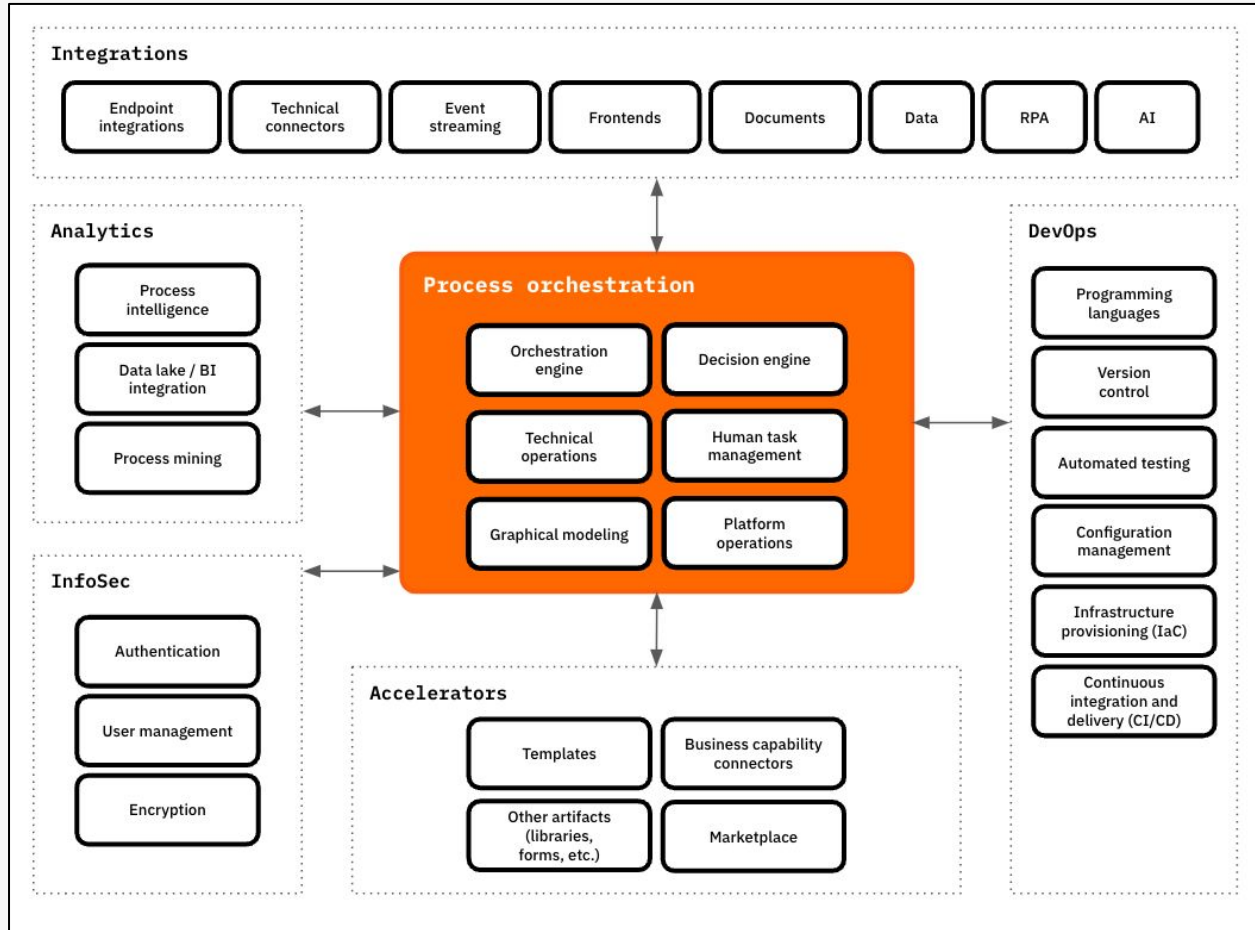 Integrations
Endpoint
integrations
Technical
connectors
Event
streaming
Frontends
Documents
Data
RPA
AI
Analytics
Process
intelligence
Data lake / BI
integration
Process mining
Process orchestration
Orchestration
engine
Decision engine
Technical
operations
Human task
management
Graphical modeling
Platform
operations
DevOps
Programming
languages
Version
control
Automated testing
Configuration
management
Infrastructure
provisioning (IaC)
Continuous
integration and
delivery (CI/CD)
InfoSec
Authentication
User management
Encryption
Accelerators
Templates
Business capability
connectors
Other artifacts
(libraries,
forms, etc.)
Marketplace